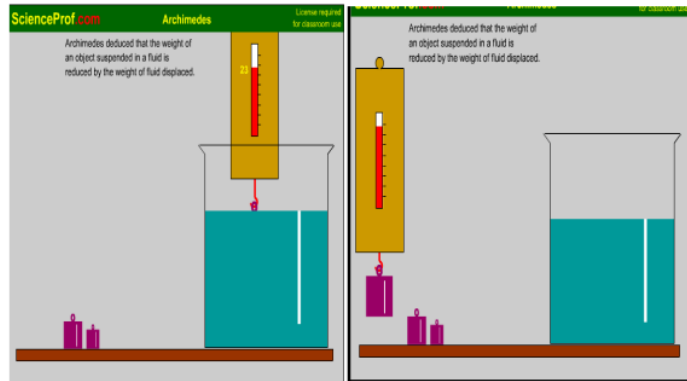 ScienceProf.com
Archimedes
License required
for classroom use
Archimedes deduced that the weight of
an object suspended in a fluid is
reduced by the weight of fluid displaced.
23
ScienceProf.com
Archimedes
for classroom use
Archimedes deduced that the weight of
an object suspended in a fluid is
reduced by the weight of fluid displaced.